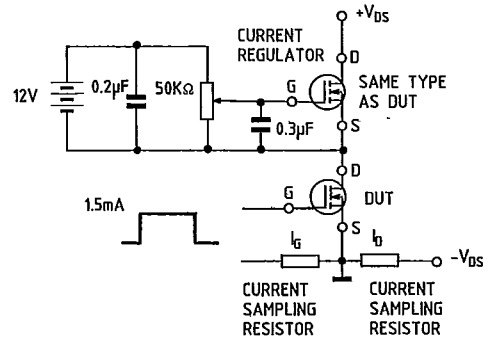 +VDS
CURRENT
REGULATOR
D
G
SAME TYPE
AS DUT
12V
0.2µF
50KΩ
0.3µF
S
D
G
DUT
1.5mA
S
IG
ID
-VDS
CURRENT
SAMPLING
RESISTOR
CURRENT
SAMPLING
RESISTOR